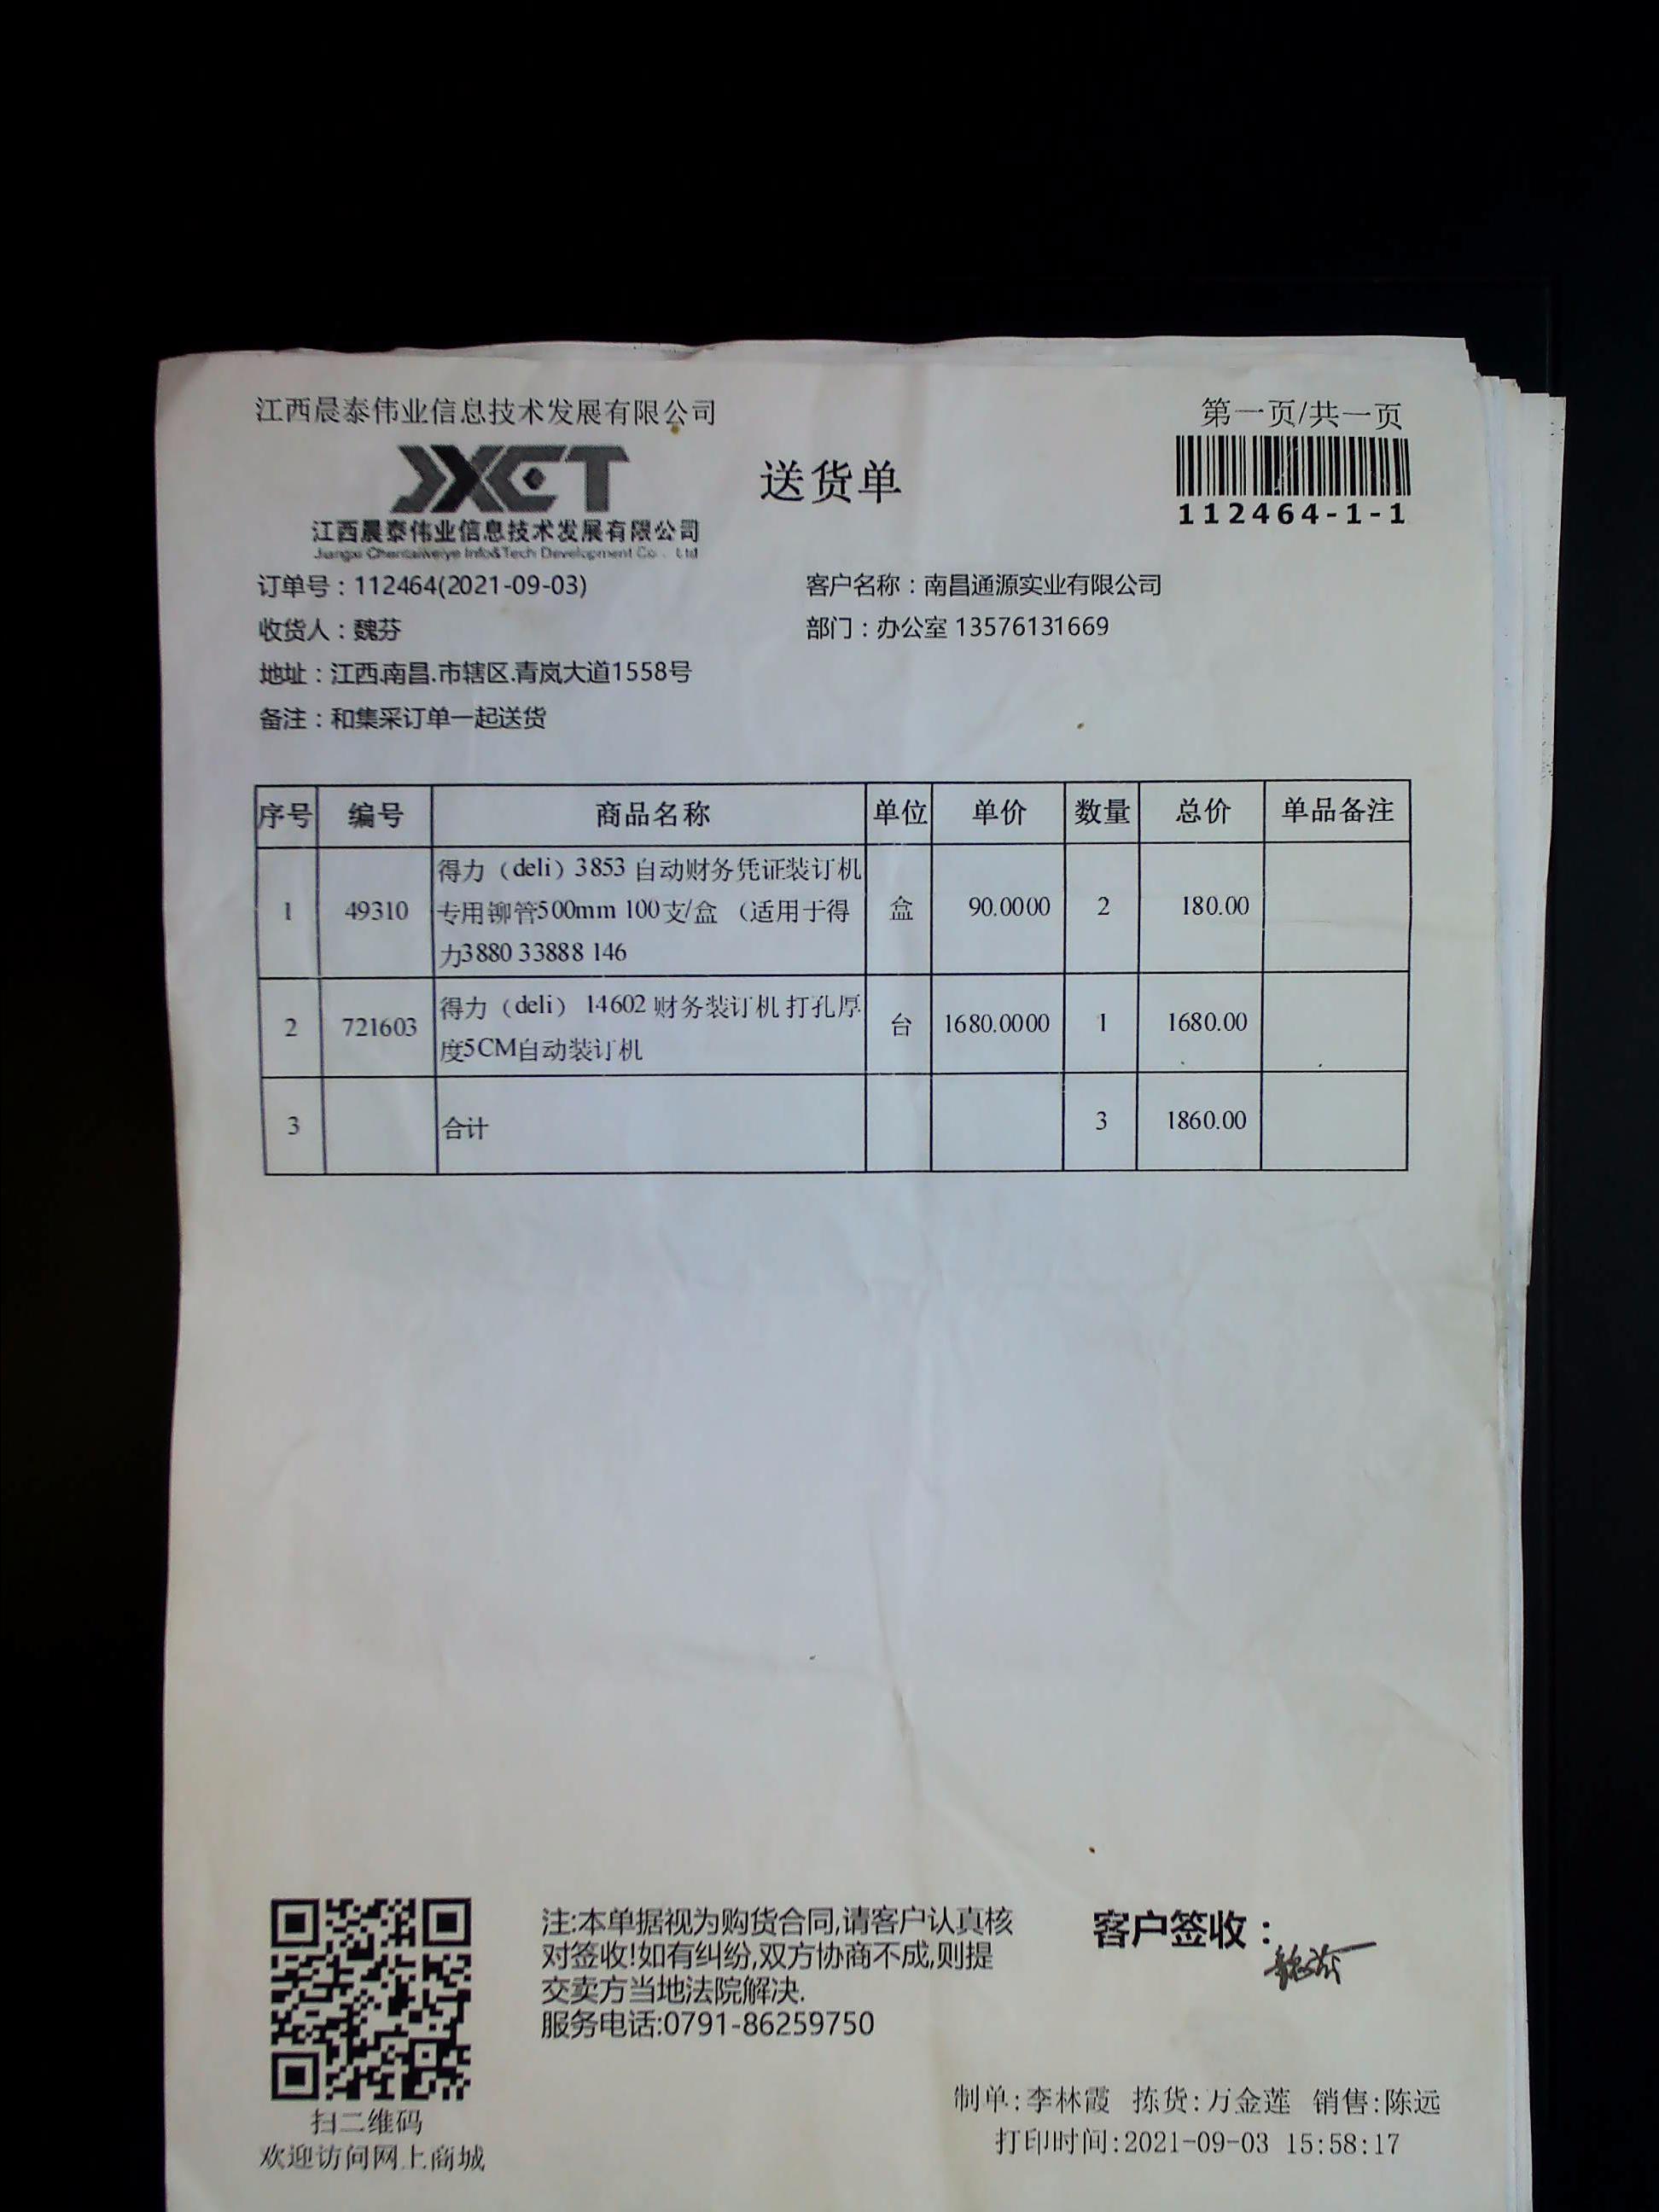 江西晨泰伟业信息技术发展有限公司
第一页/共一页
JXCT
送货单
江西晨泰伟业信息技术发展有限公司
Jiangxi Chentaiweiye Info&Tech Development Co., Ltd
112464-1-1
订单号：112464(2021-09-03)
客户名称：南昌通源实业有限公司
收货人：魏芬
部门：办公室 13576131669
地址：江西.南昌.市辖区.青岚大道1558号
备注：和集采订单一起送货
序号 编号 商品名称 单位 单价 数量 总价 单品备注
1 49310 得力（deli）3853 自动财务凭证装订机 盒 90.0000 2 180.00
专用铆管500mm 100支/盒 （适用于得
力3880 33888 146
2 721603 得力（deli） 14602 财务装订机 打孔厚 台 1680.0000 1 1680.00
度5CM自动装订机
3 合计 3 1860.00
注:本单据视为购货合同,请客户认真核
对签收!如有纠纷,双方协商不成,则提
交卖方当地法院解决.
服务电话:0791-86259750
客户签收：
魏芬
扫二维码
欢迎访问网上商城
制单:李林霞 拣货:万金莲 销售:陈远
打印时间:2021-09-03 15:58:17